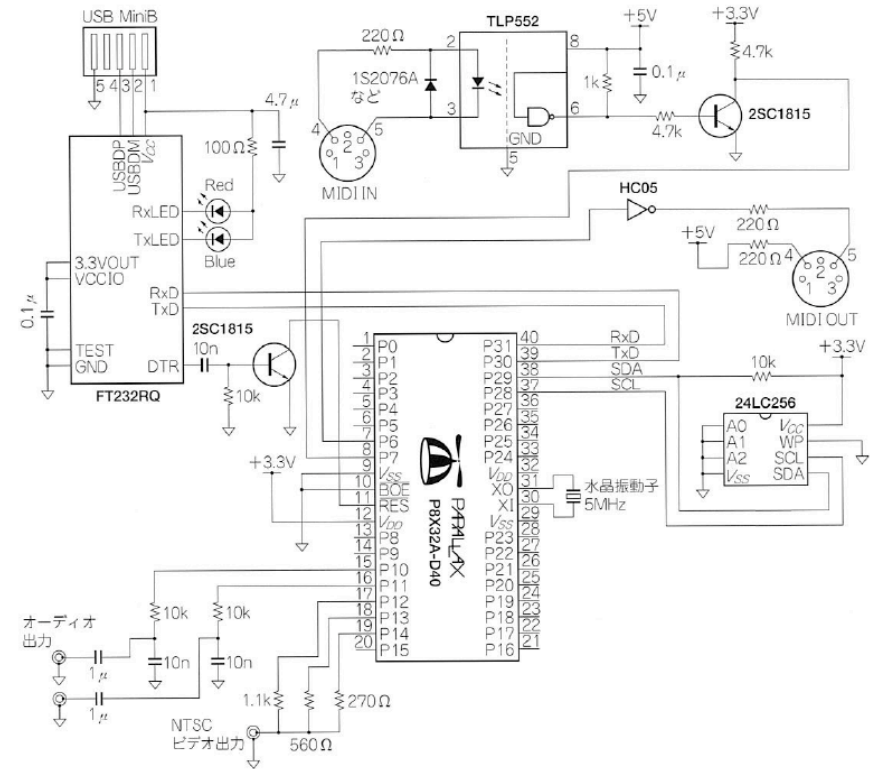 USB MiniB
5 4 3 2 1
USBDP
USBDM
Vcc
4.7μ
100Ω
Red
RxLED
TxLED
Blue
3.3VOUT
VCCIO
RxD
TxD
0.1μ
TEST
GND
DTR
FT232RQ
2SC1815
10n
10k
220Ω
1S2076A
など
4
5
1
2
3
MIDI IN
TLP552
2
3
8
6
GND
5
+5V
1k
0.1μ
4.7k
+3.3V
4.7k
2SC1815
HC05
220Ω
+5V
220Ω
4
5
1
2
3
MIDI OUT
1 P0
2 P1
3 P2
4 P3
5 P4
6 P5
7 P6
8 P7
9 Vss
10 BOE
11 RES
12 VDD
13 P8
14 P9
15 P10
16 P11
17 P12
18 P13
19 P14
20 P15
PARALLAX
P8X32A-D40
P31 40 RxD
P30 39 TxD
P29 38 SDA
P28 37 SCL
P27 36
P26 35
P25 34
P24 33
VDD 32
XO 31
XI 30
Vss 29
P23 28
P22 27
P21 26
P20 25
P19 24
P18 23
P17 22
P16 21
+3.3V
水晶振動子
5MHz
10k
+3.3V
24LC256
A0 Vcc
A1 WP
A2 SCL
Vss SDA
オーディオ
出力
10k
10k
10n
10n
1μ
1μ
1.1k
560Ω
270Ω
NTSC
ビデオ出力